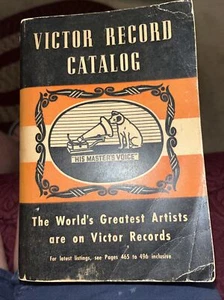 VICTOR RECORD
CATALOG
"HIS MASTER'S VOICE"
The World's Greatest Artists
are on Victor Records
For latest listings, see Pages 465 to 496 inclusive